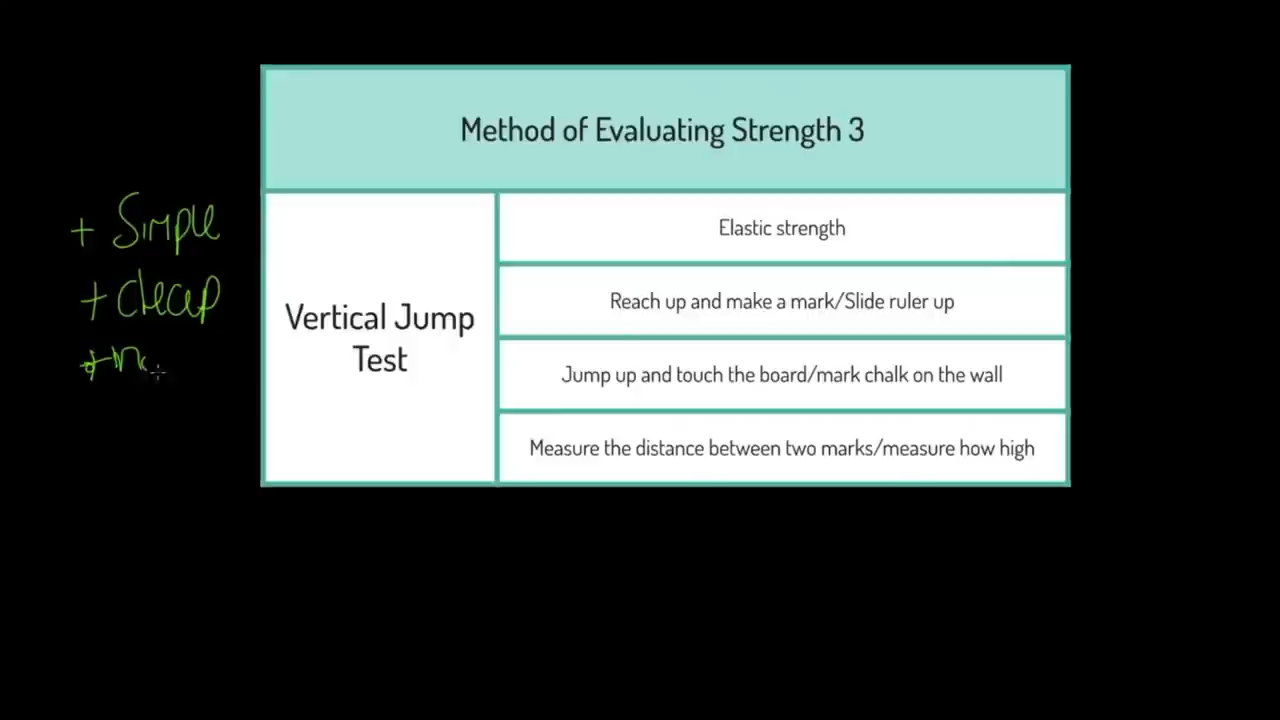 Method of Evaluating Strength 3
+ Simple
+ Cheap
+
Vertical Jump
Test
Elastic strength
Reach up and make a mark/Slide ruler up
Jump up and touch the board/mark chalk on the wall
Measure the distance between two marks/measure how high